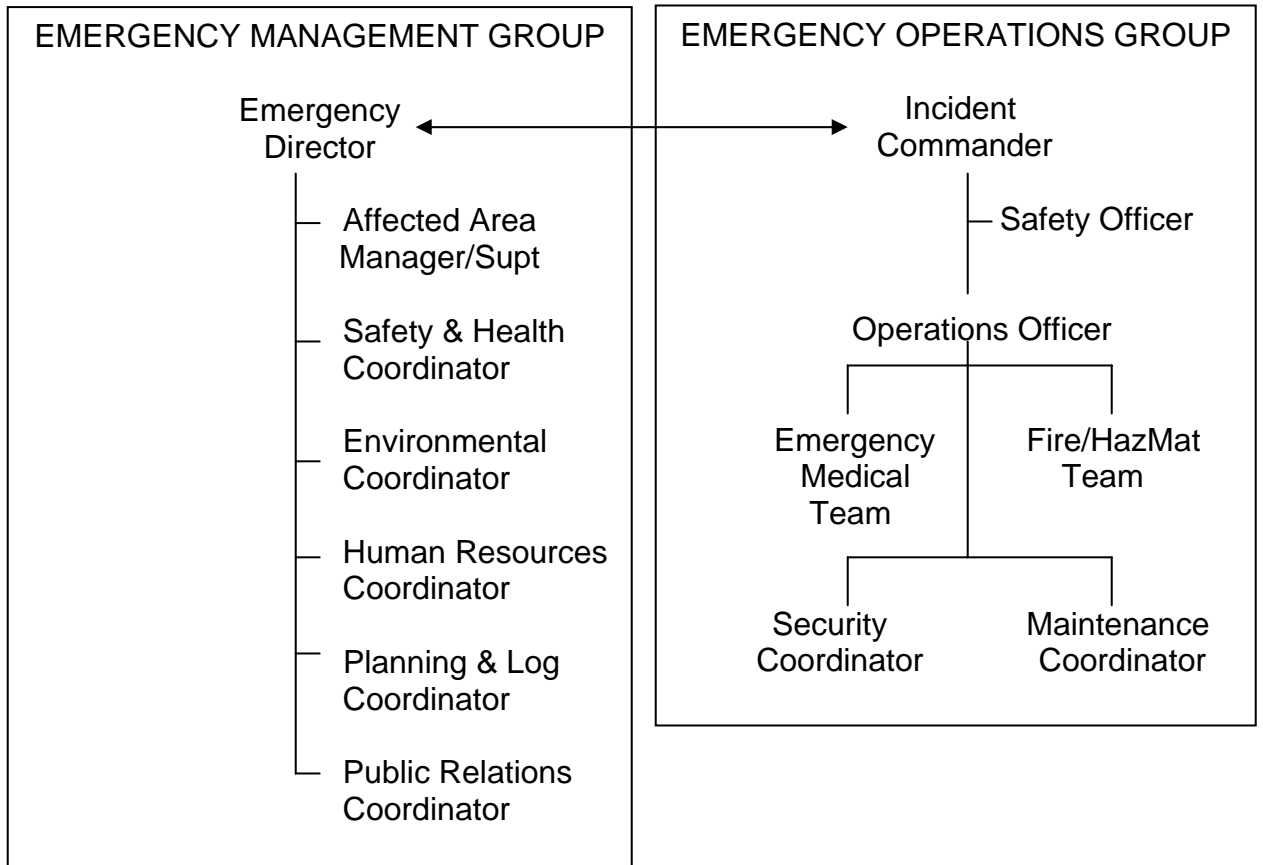 EMERGENCY MANAGEMENT GROUP
Emergency
Director
Affected Area
Manager/Supt
Safety & Health
Coordinator
Environmental
Coordinator
Human Resources
Coordinator
Planning & Log
Coordinator
Public Relations
Coordinator
EMERGENCY OPERATIONS GROUP
Incident
Commander
Safety Officer
Operations Officer
Emergency
Medical
Team
Fire/HazMat
Team
Security
Coordinator
Maintenance
Coordinator